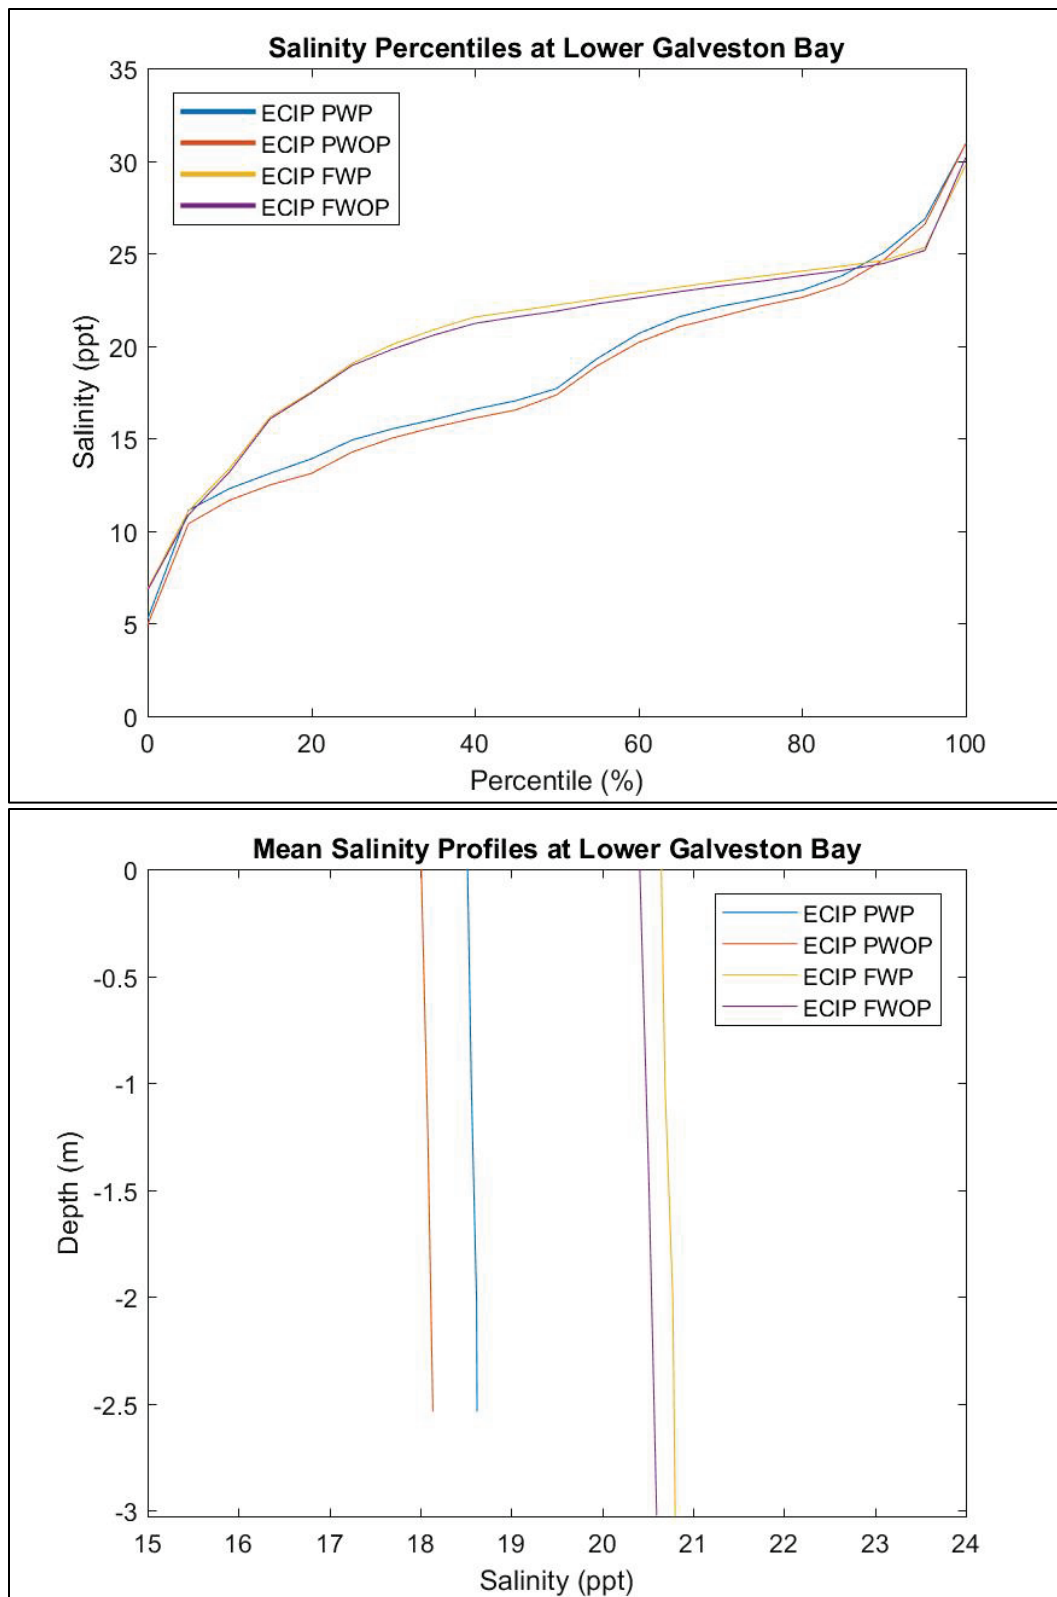 Salinity Percentiles at Lower Galveston Bay
35
30
25
20
15
10
5
0
Salinity (ppt)
ECIP PWP
ECIP PWOP
ECIP FWP
ECIP FWOP
0 20 40 60 80 100
Percentile (%)
Mean Salinity Profiles at Lower Galveston Bay
0
-0.5
-1
-1.5
-2
-2.5
-3
Depth (m)
ECIP PWP
ECIP PWOP
ECIP FWP
ECIP FWOP
15 16 17 18 19 20 21 22 23 24
Salinity (ppt)